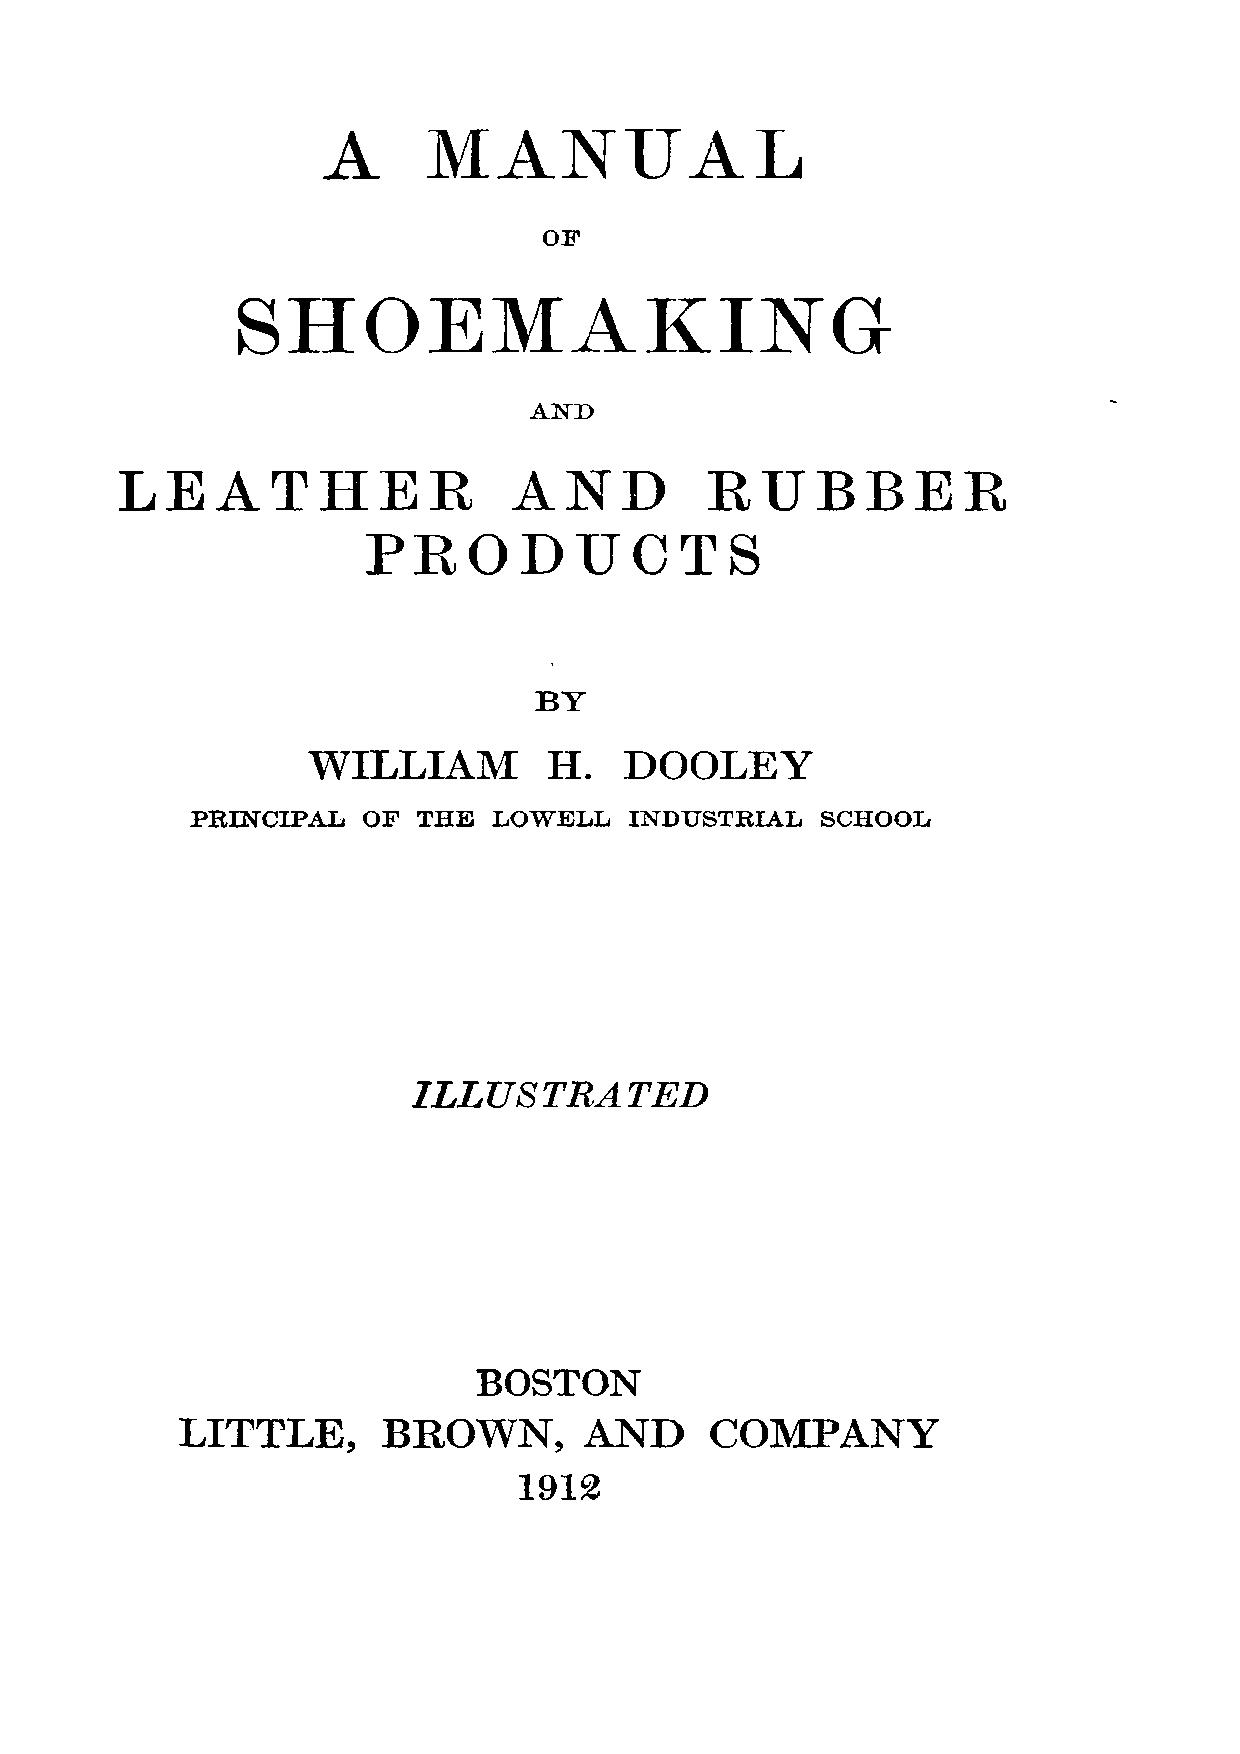 A MANUAL
OF
SHOEMAKING
AND
LEATHER AND RUBBER
PRODUCTS
BY
WILLIAM H. DOOLEY
PRINCIPAL OF THE LOWELL INDUSTRIAL SCHOOL
ILLUSTRATED
BOSTON
LITTLE, BROWN, AND COMPANY
1912